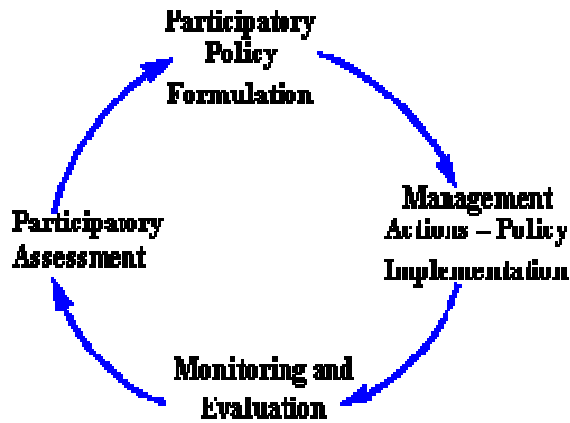 Participatory
Policy
Formulation
Management
Actions – Policy
Implementation
Participatory
Assessment
Monitoring and
Evaluation